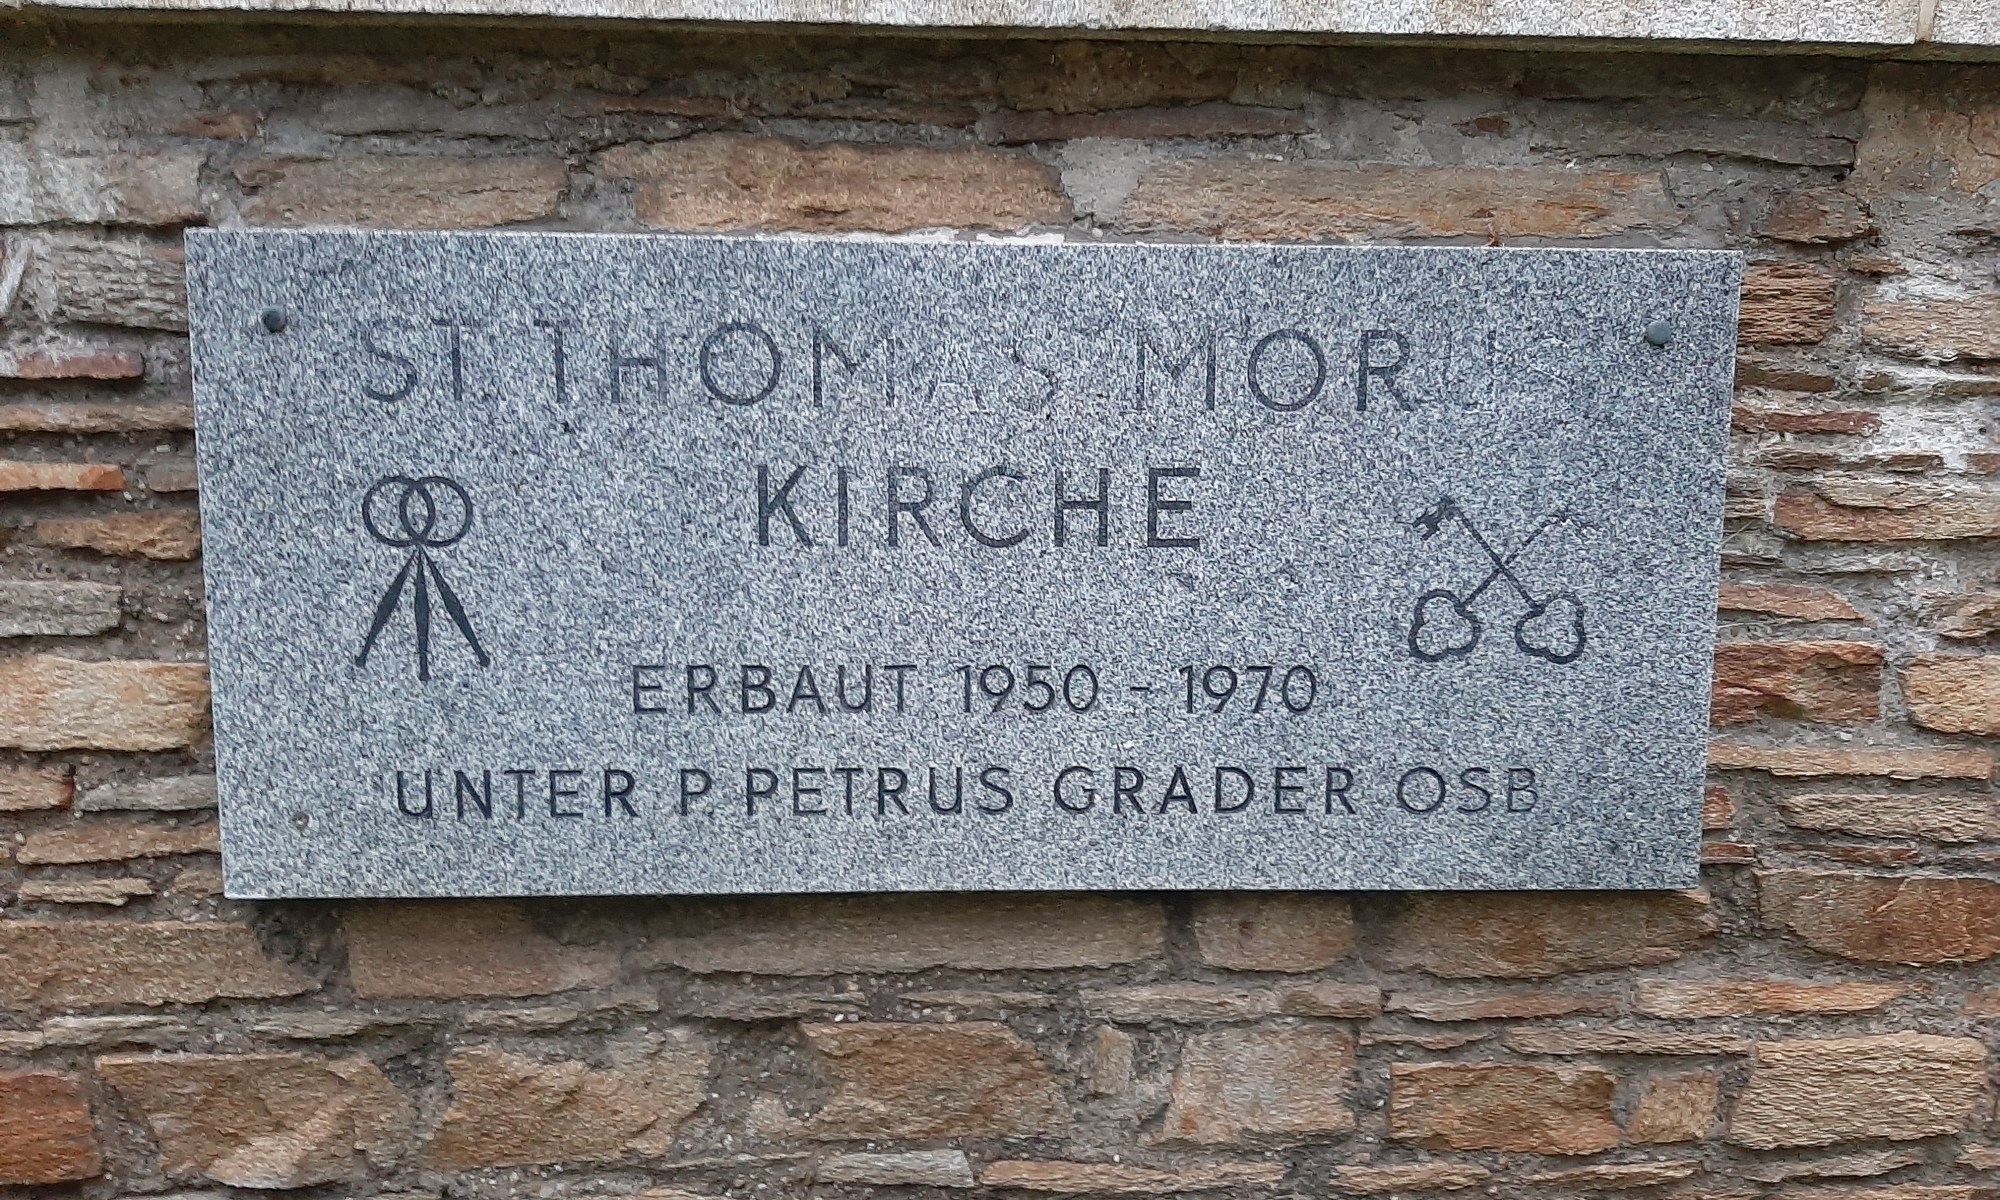 ST. THOMAS MORUS
KIRCHE
ERBAUT 1950 - 1970
UNTER P. PETRUS GRADER OSB